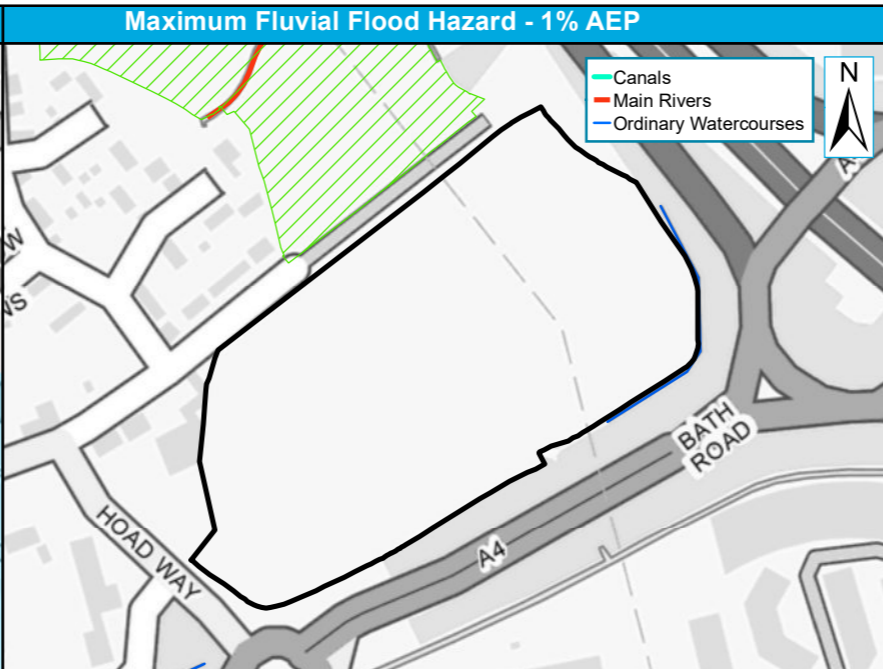 Maximum Fluvial Flood Hazard - 1% AEP
Canals
Main Rivers
Ordinary Watercourses
N
BATH
ROAD
HOAD WAY
A4